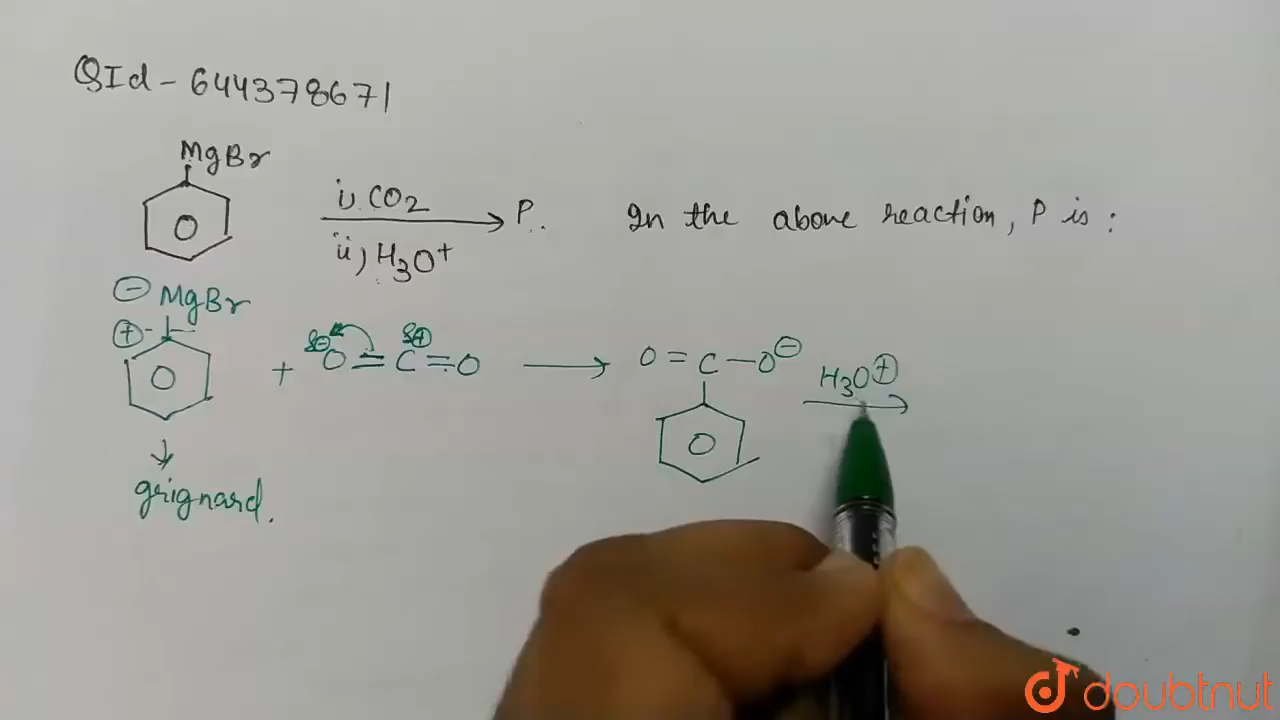 QId - 644378671
MgBr
i). CO2
P.
ii) H3O+
In the above reaction, P is :
⊖ MgBr
⊕
δ⊖ δ⊕
+ O = C = O
O = C - O⊖
H3O⊕
grignard.
doubtnut